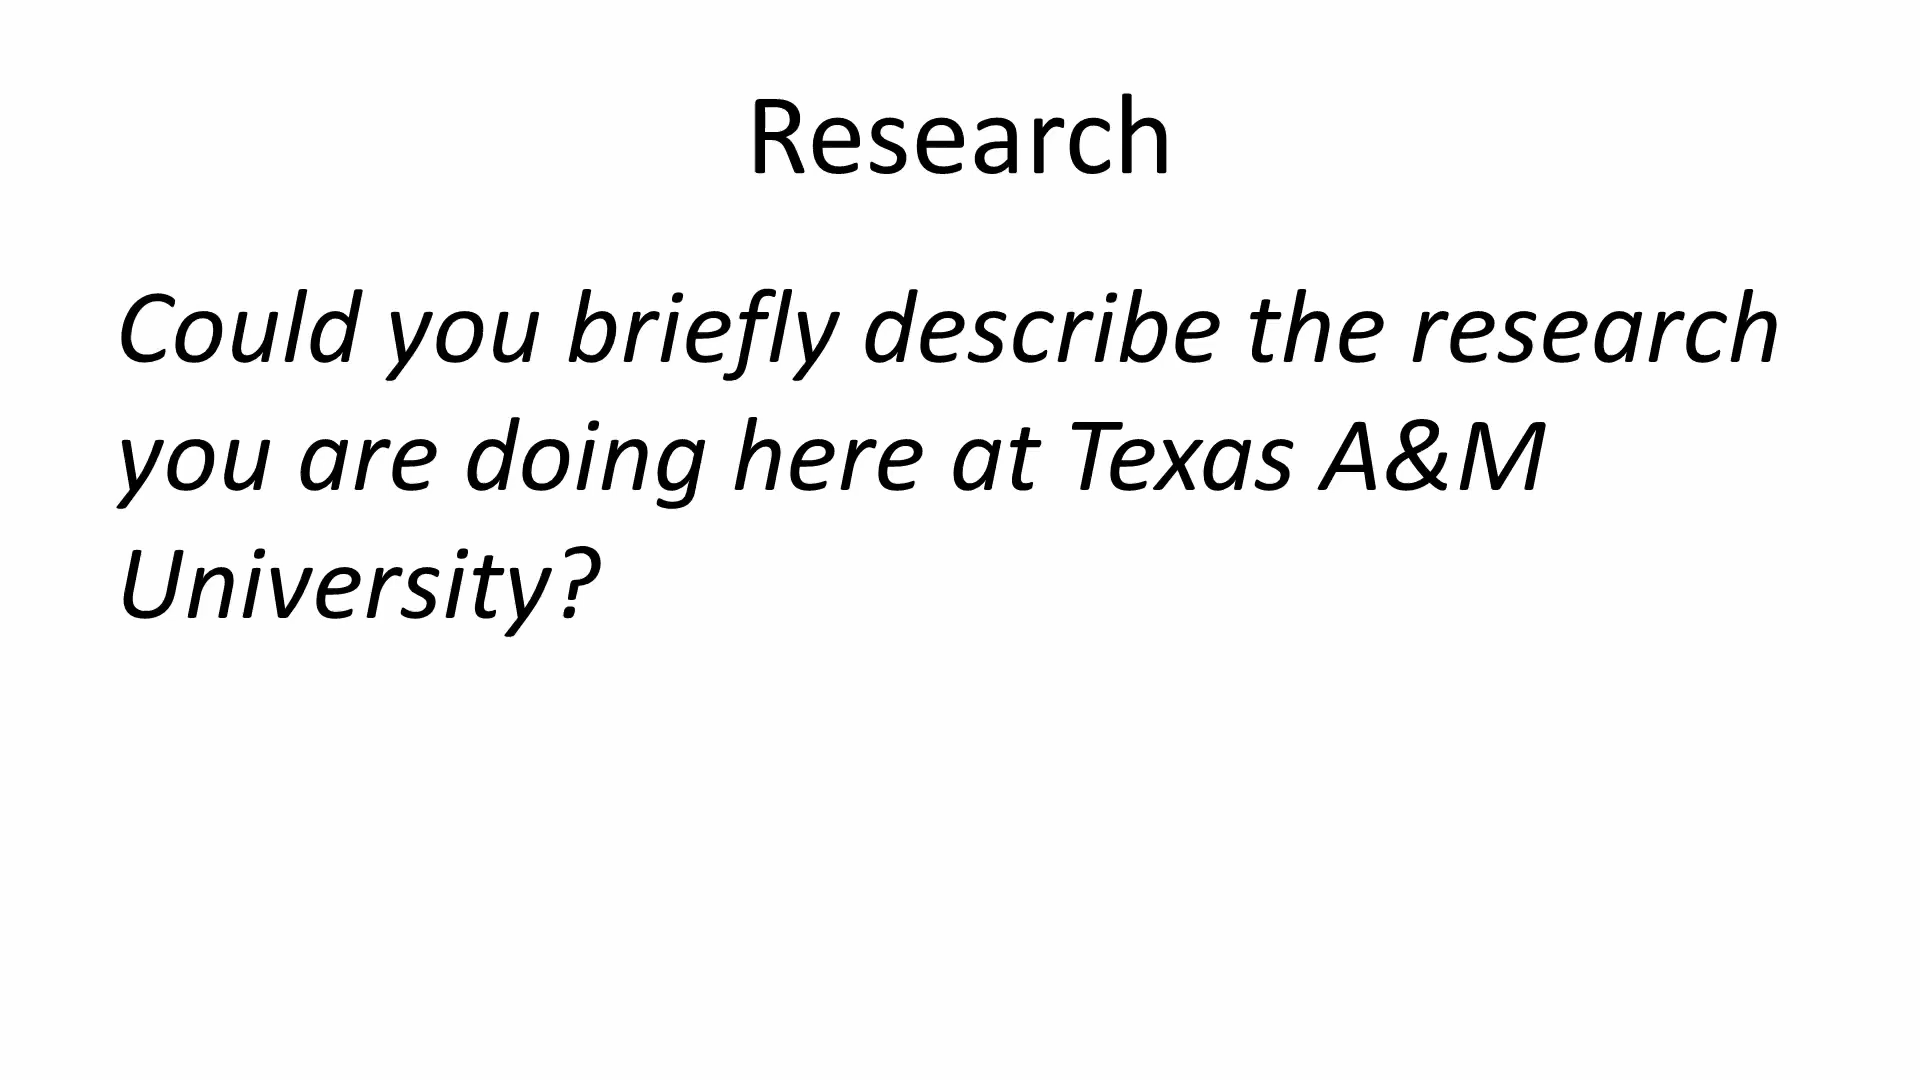 Research
Could you briefly describe the research
you are doing here at Texas A&M
University?